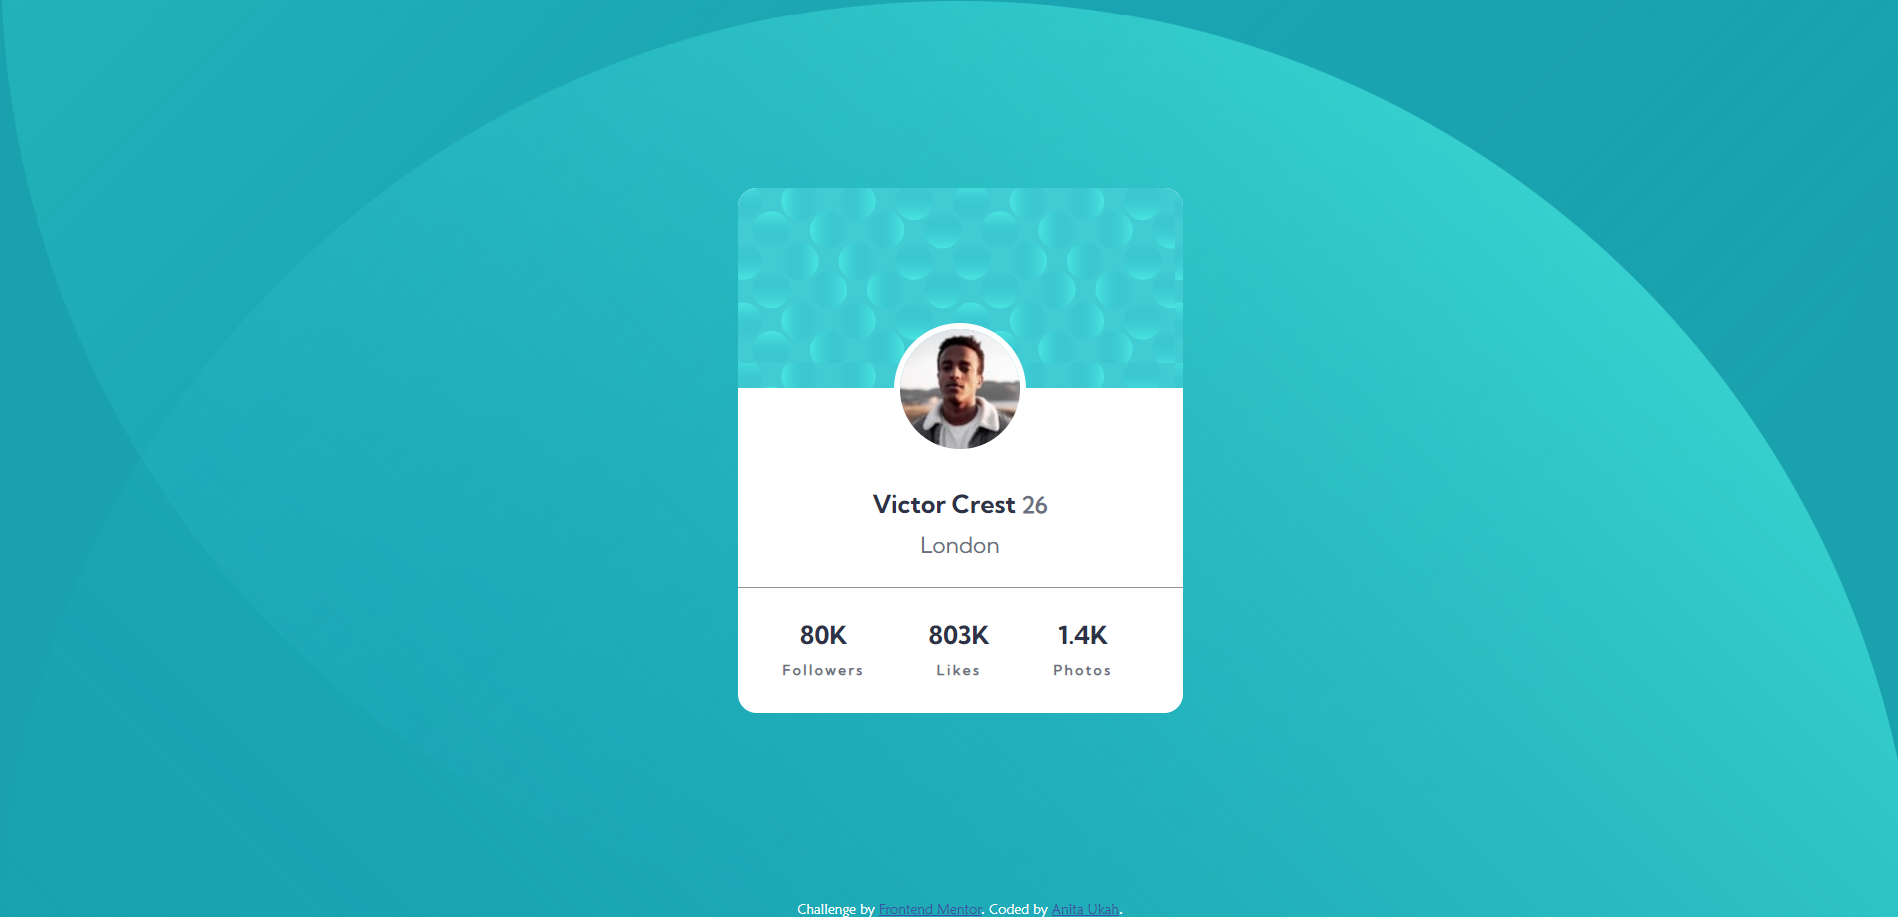 Victor Crest 26
London
80K 803K 1.4K
Followers Likes Photos
Challenge by Frontend Mentor. Coded by Anita Ukah.